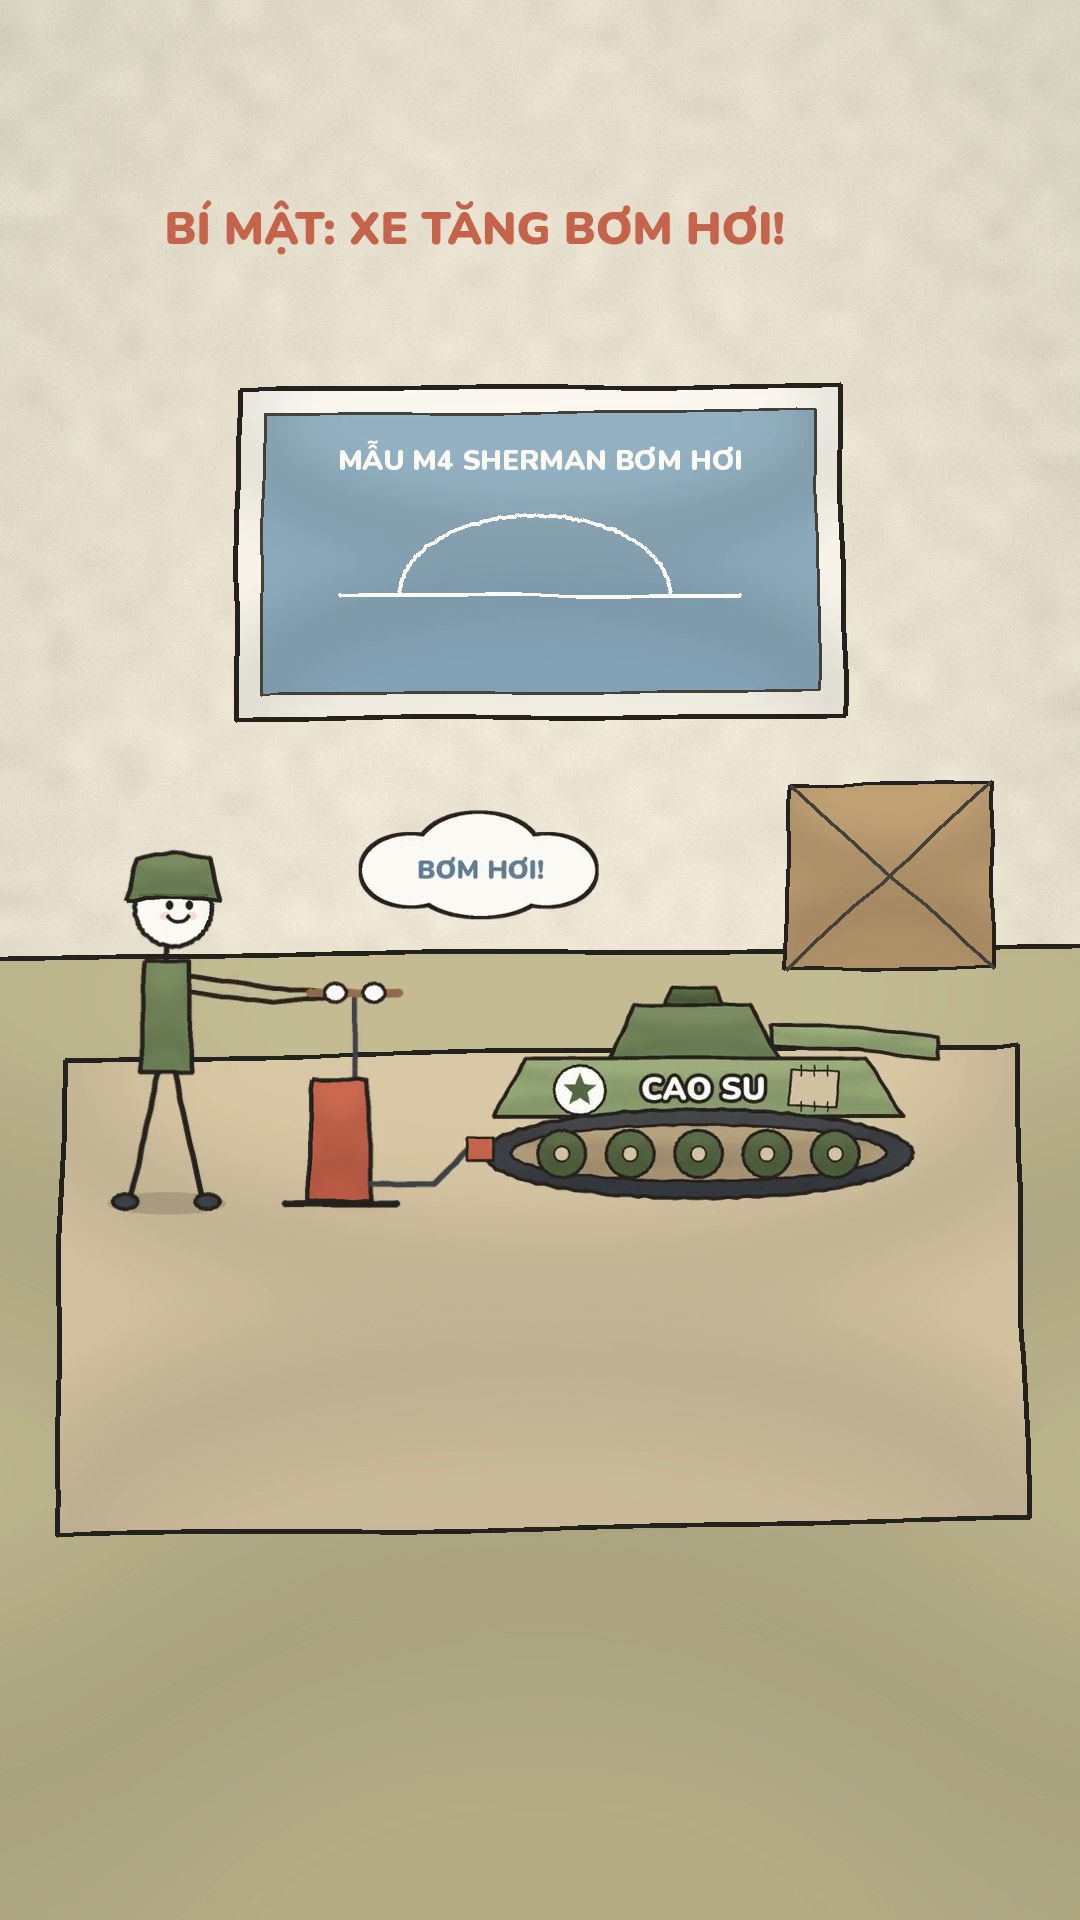 BÍ MẬT: XE TĂNG BƠM HƠI!
MẪU M4 SHERMAN BƠM HƠI
BƠM HƠI!
CAO SU